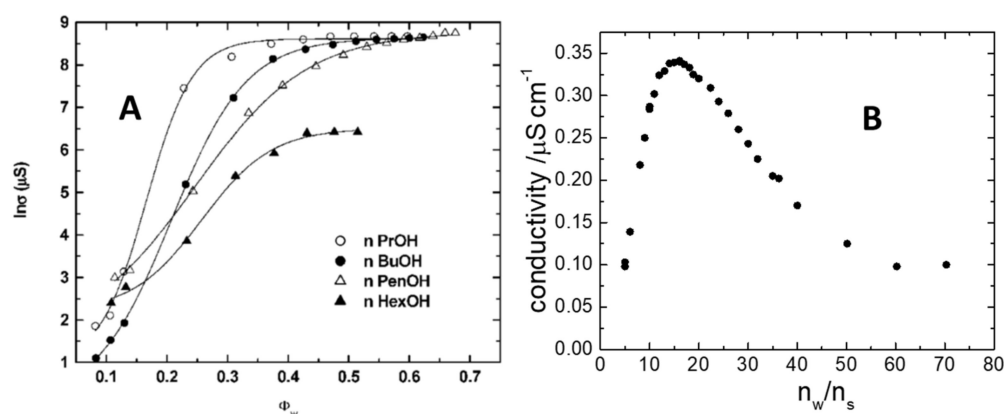 A
lnσ (µS)
9
8
7
6
5
4
3
2
1
n PrOH
n BuOH
n PenOH
n HexOH
0.1 0.2 0.3 0.4 0.5 0.6 0.7
Φw
B
conductivity /µS cm⁻¹
0.35
0.30
0.25
0.20
0.15
0.10
0.05
0.00
0 10 20 30 40 50 60 70 80
nw/ns